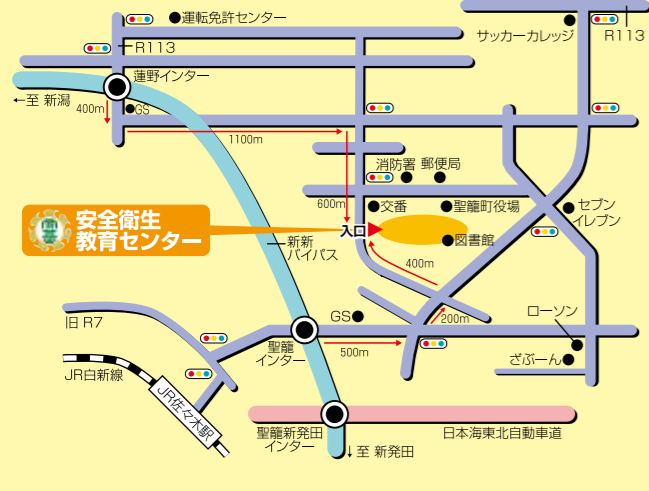 運転免許センター
R113
サッカーカレッジ
R113
蓮野インター
←至 新潟
400m
GS
1100m
消防署 郵便局
600m
交番
聖籠町役場
セブン
イレブン
安全衛生
教育センター
入口
図書館
新新
バイパス
400m
旧 R7
GS
200m
ローソン
聖籠
インター
500m
ざぶーん
JR白新線
JR佐々木駅
聖籠新発田
インター
日本海東北自動車道
↓至 新発田